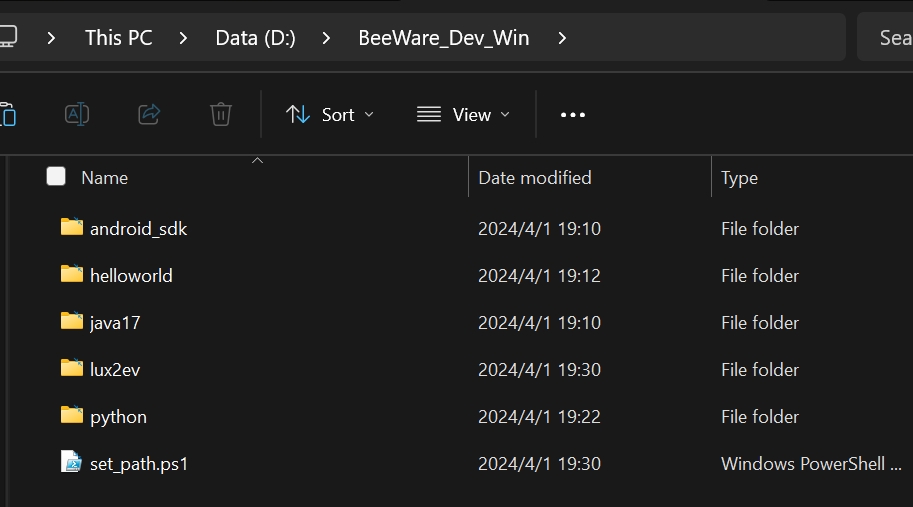 This PC > Data (D:) > BeeWare_Dev_Win > Sea
A Sort View
Name Date modified Type
android_sdk 2024/4/1 19:10 File folder
helloworld 2024/4/1 19:12 File folder
java17 2024/4/1 19:10 File folder
lux2ev 2024/4/1 19:30 File folder
python 2024/4/1 19:22 File folder
set_path.ps1 2024/4/1 19:30 Windows PowerShell ...